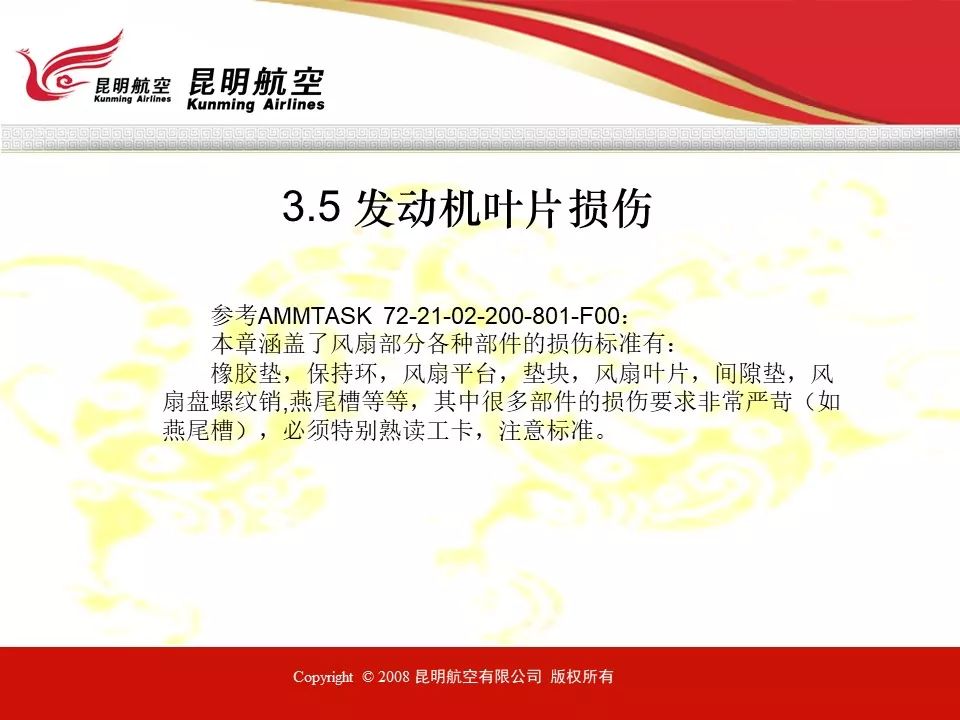 昆明航空
Kunming Airlines
昆明航空
Kunming Airlines
3.5 发动机叶片损伤
参考AMMTASK 72-21-02-200-801-F00：
本章涵盖了风扇部分各种部件的损伤标准有：
橡胶垫，保持环，风扇平台，垫块，风扇叶片，间隙垫，风
扇盘螺纹销,燕尾槽等等，其中很多部件的损伤要求非常严苛（如
燕尾槽），必须特别熟读工卡，注意标准。
Copyright © 2008 昆明航空有限公司 版权所有